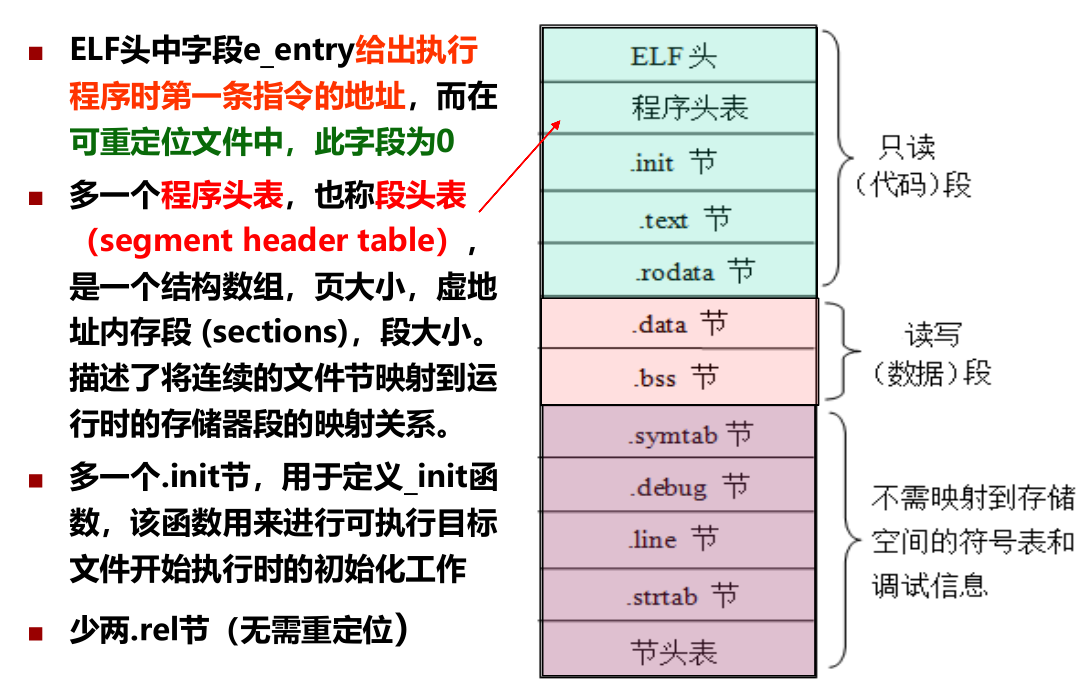 ELF头中字段e_entry给出执行
程序时第一条指令的地址，而在
可重定位文件中，此字段为0
多一个程序头表，也称段头表
（segment header table），
是一个结构数组，页大小，虚地
址内存段 (sections)，段大小。
描述了将连续的文件节映射到运
行时的存储器段的映射关系。
多一个.init节，用于定义_init函
数，该函数用来进行可执行目标
文件开始执行时的初始化工作
少两.rel节（无需重定位）
ELF 头
程序头表
.init 节
.text 节
.rodata 节
.data 节
.bss 节
.symtab 节
.debug 节
.line 节
.strtab 节
节头表
只读
（代码）段
读写
（数据）段
不需映射到存储
空间的符号表和
调试信息